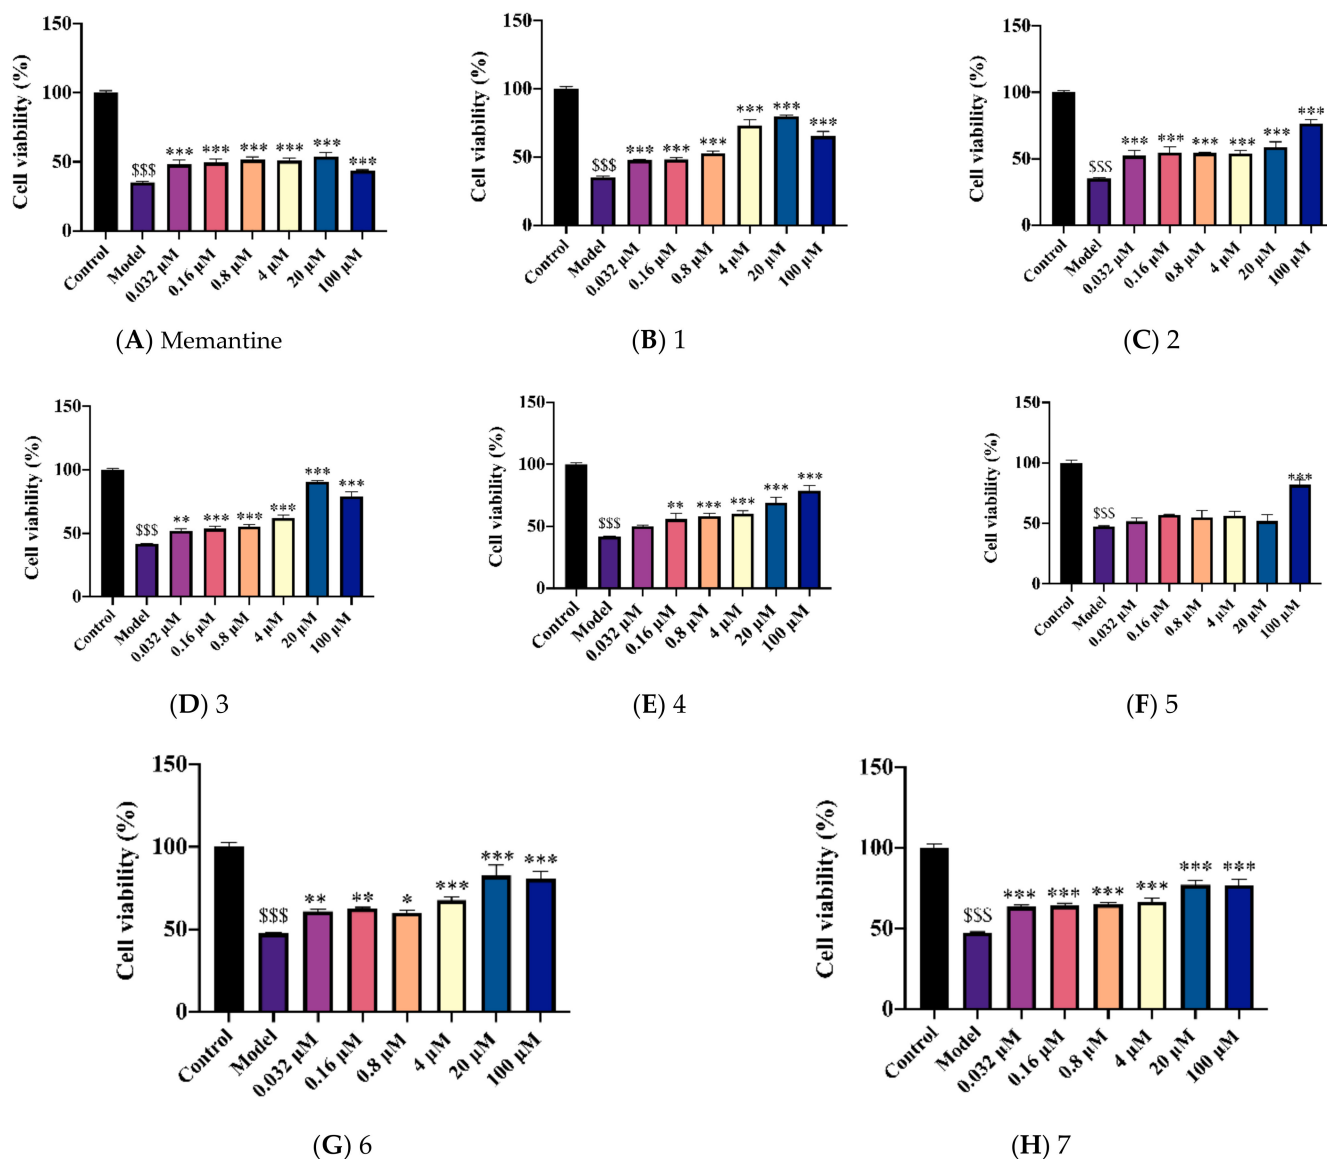 150
100
50
0
Cell viability (%)
$$$
***
***
***
***
***
***
Control
Model
0.032 μM
0.16 μM
0.8 μM
4 μM
20 μM
100 μM
(A) Memantine
150
100
50
0
Cell viability (%)
$$$
***
***
***
***
***
***
Control
Model
0.032 μM
0.16 μM
0.8 μM
4 μM
20 μM
100 μM
(B) 1
150
100
50
0
Cell viability (%)
$$$
***
***
***
***
***
***
Control
Model
0.032 μM
0.16 μM
0.8 μM
4 μM
20 μM
100 μM
(C) 2
150
100
50
0
Cell viability (%)
$$$
**
***
***
***
***
***
Control
Model
0.032 μM
0.16 μM
0.8 μM
4 μM
20 μM
100 μM
(D) 3
150
100
50
0
Cell viability (%)
$$$
**
***
***
***
***
Control
Model
0.032 μM
0.16 μM
0.8 μM
4 μM
20 μM
100 μM
(E) 4
150
100
50
0
Cell viability (%)
$$$
***
Control
Model
0.032 μM
0.16 μM
0.8 μM
4 μM
20 μM
100 μM
(F) 5
150
100
50
0
Cell viability (%)
$$$
**
**
*
***
***
***
Control
Model
0.032 μM
0.16 μM
0.8 μM
4 μM
20 μM
100 μM
(G) 6
150
100
50
0
Cell viability (%)
$$$
***
***
***
***
***
***
Control
Model
0.032 μM
0.16 μM
0.8 μM
4 μM
20 μM
100 μM
(H) 7